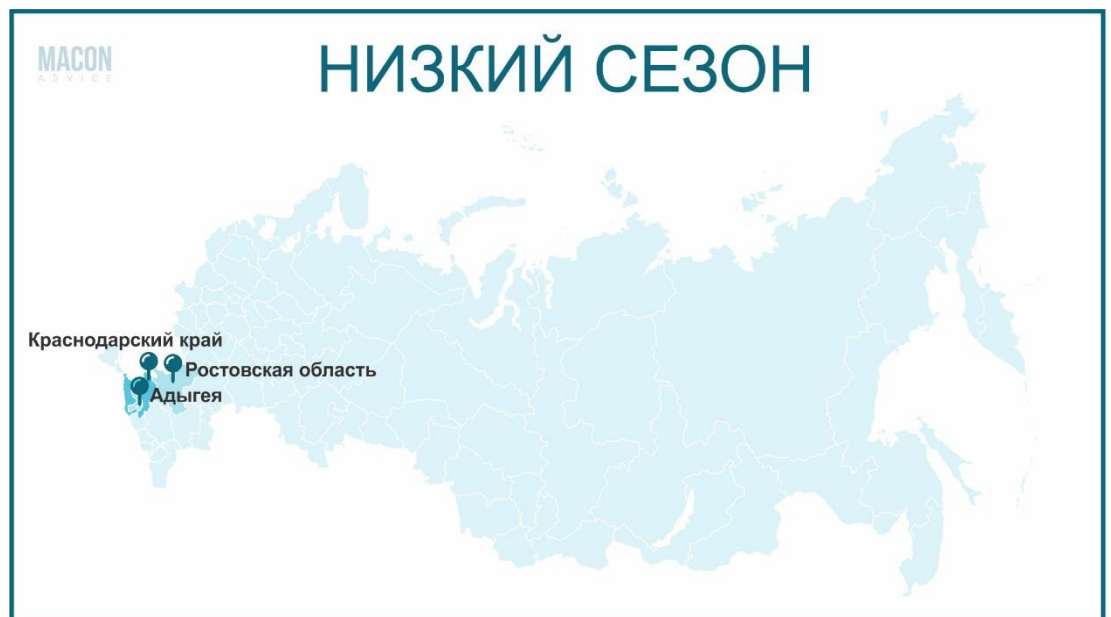 MACON
ADVICE
НИЗКИЙ СЕЗОН
Краснодарский край
Ростовская область
Адыгея